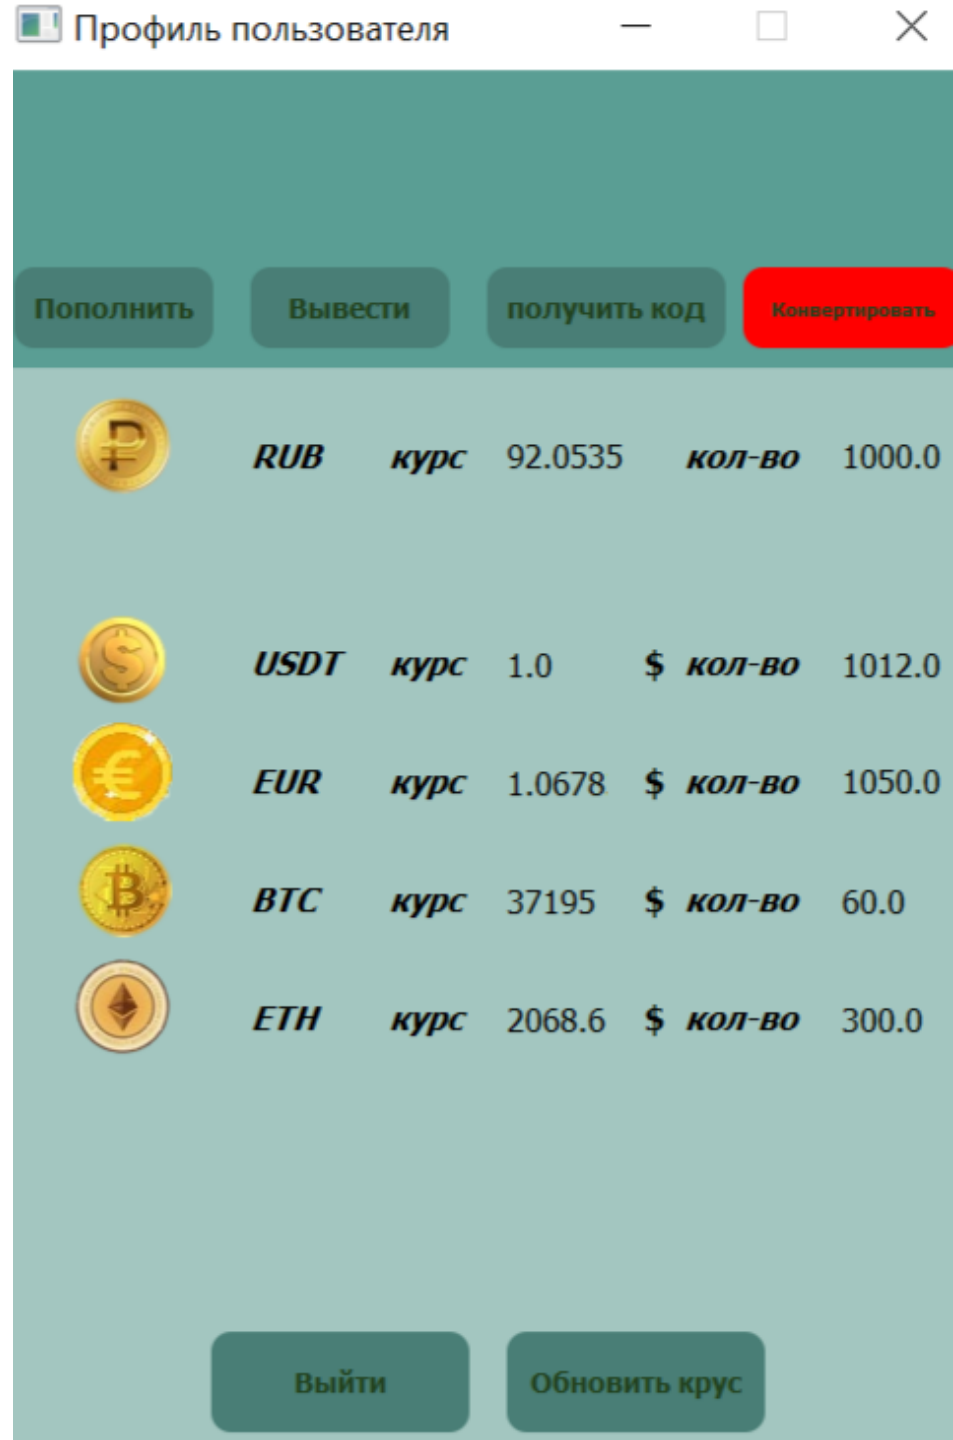 Профиль пользователя
Пополнить Вывести получить код Конвертировать
RUB курс 92.0535 кол-во 1000.0
USDT курс 1.0 $ кол-во 1012.0
EUR курс 1.0678 $ кол-во 1050.0
BTC курс 37195 $ кол-во 60.0
ETH курс 2068.6 $ кол-во 300.0
Выйти Обновить крус